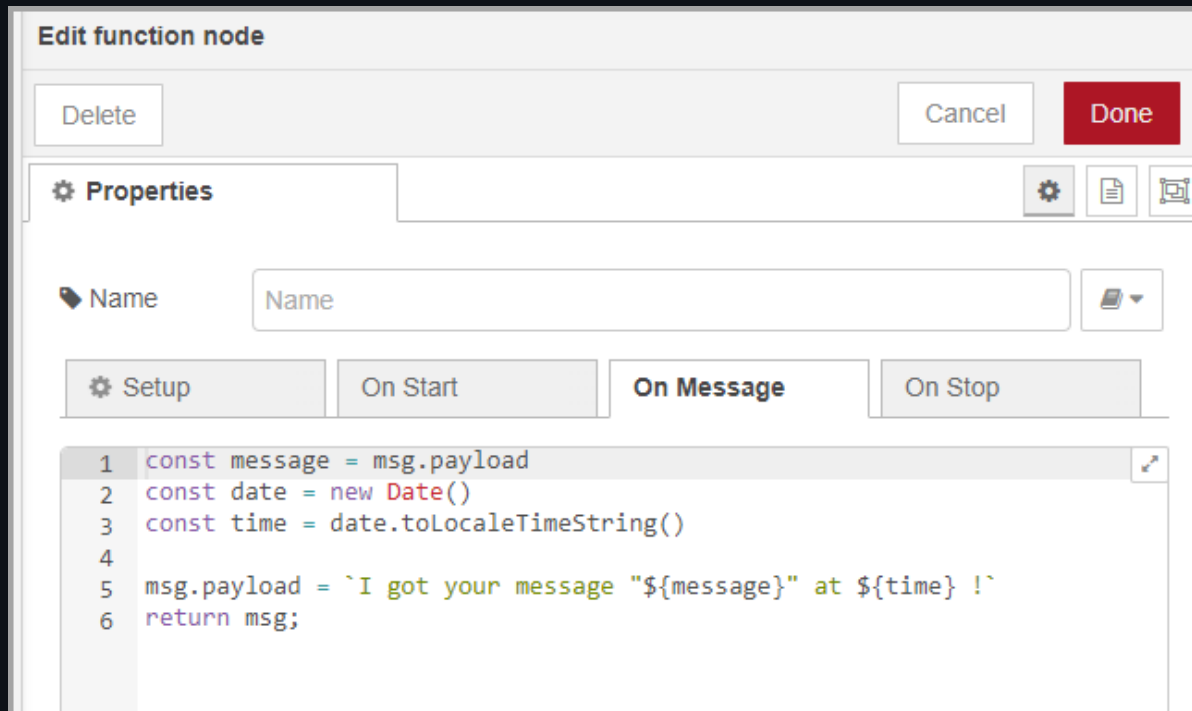 Edit function node
Delete
Cancel
Done
Properties
Name
Name
Setup
On Start
On Message
On Stop
1 const message = msg.payload
2 const date = new Date()
3 const time = date.toLocaleTimeString()
4
5 msg.payload = `I got your message "${message}" at ${time} !`
6 return msg;